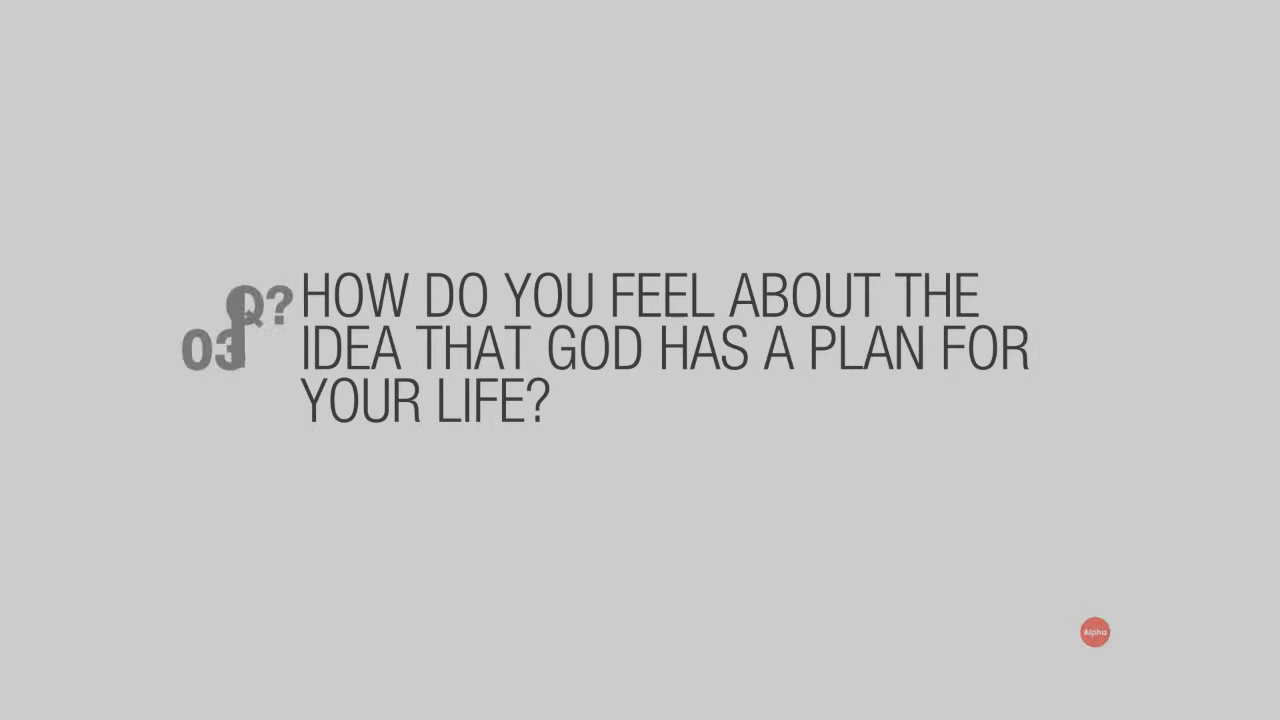 Q?
03
HOW DO YOU FEEL ABOUT THE
IDEA THAT GOD HAS A PLAN FOR
YOUR LIFE?
Alpha